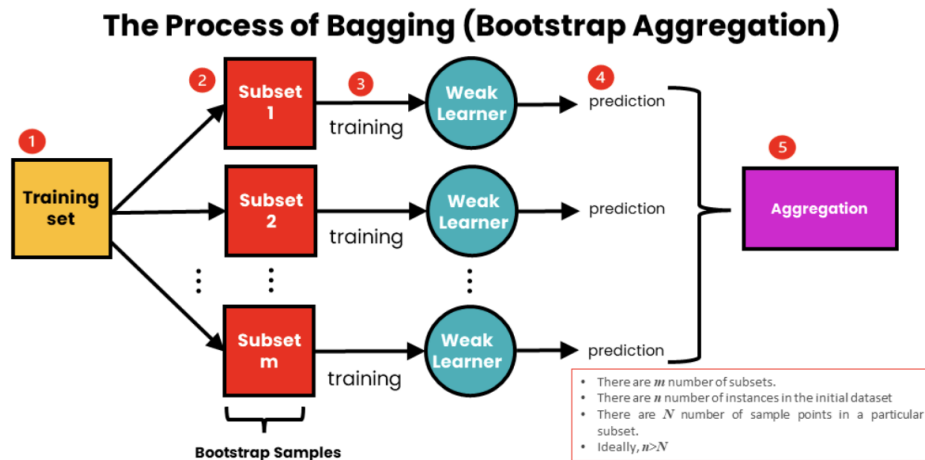 The Process of Bagging (Bootstrap Aggregation)
1
Training
set
2
Subset
1
3
training
Weak
Learner
4
prediction
Subset
2
training
Weak
Learner
prediction
Subset
m
training
Weak
Learner
prediction
5
Aggregation
Bootstrap Samples
• There are m number of subsets.
• There are n number of instances in the initial dataset
• There are N number of sample points in a particular
subset.
• Ideally, n>N